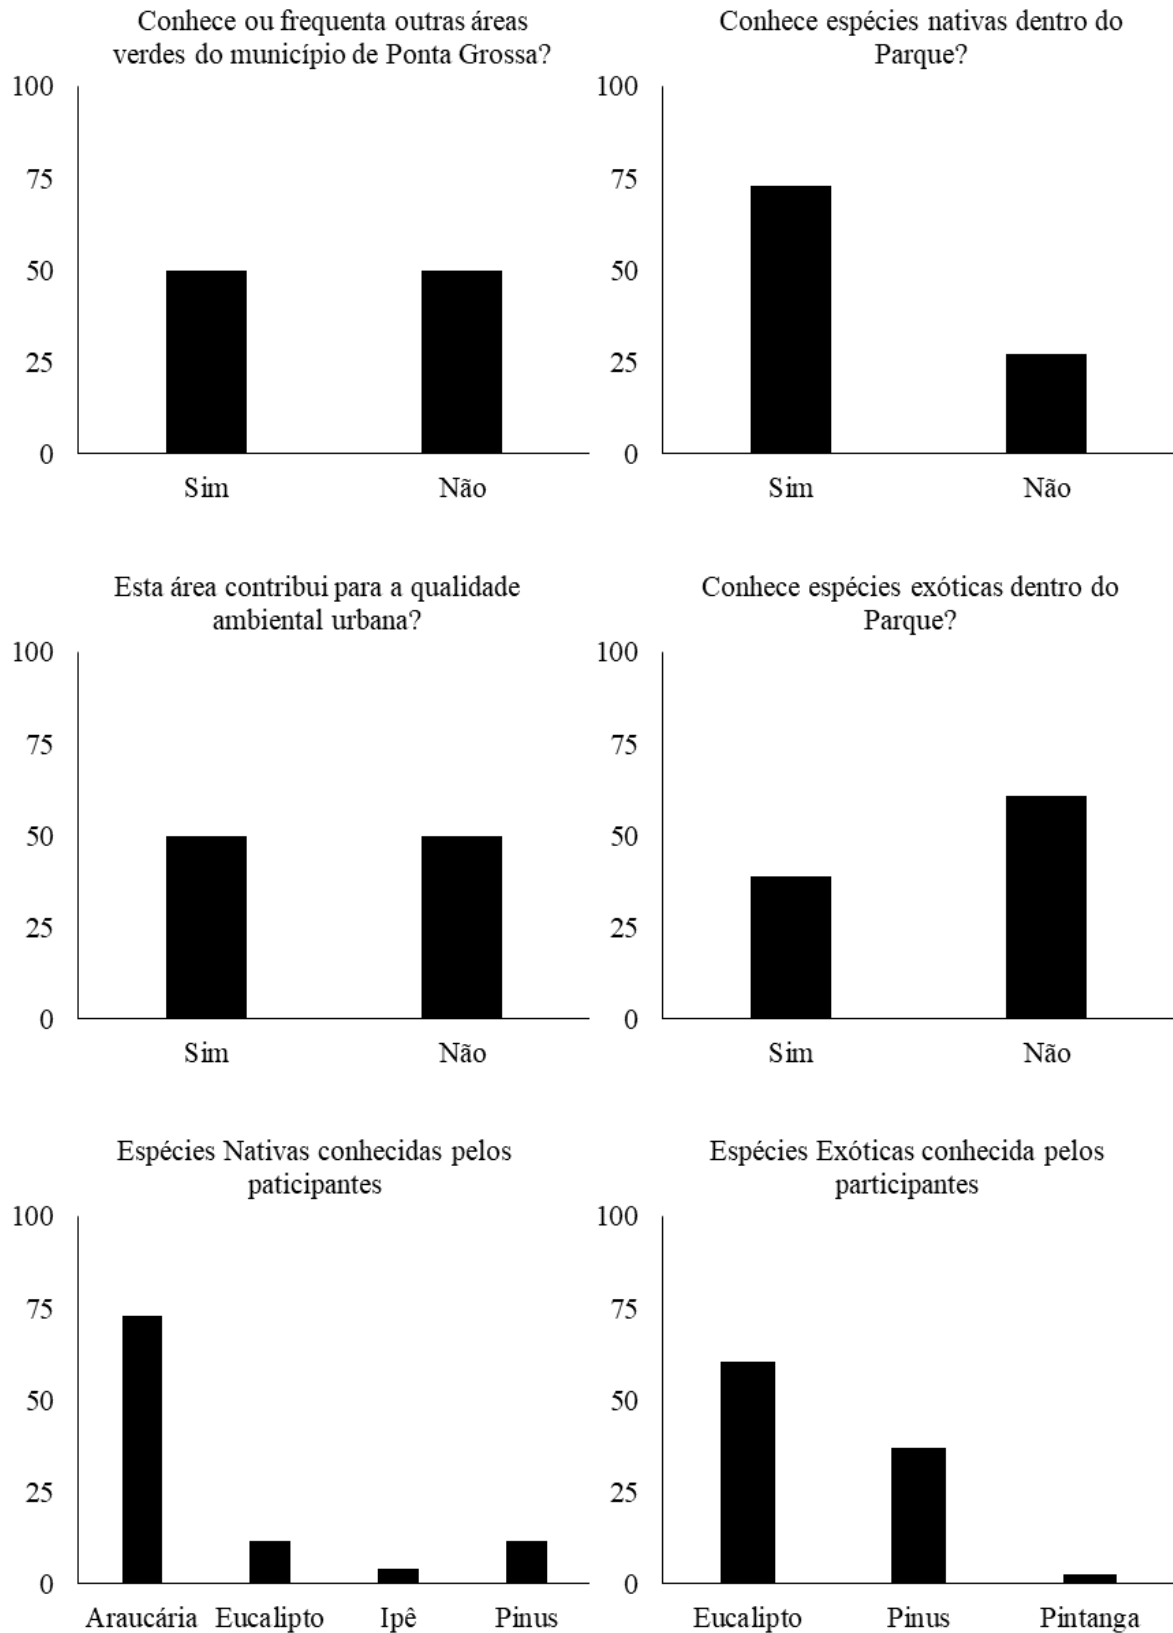 Conhece ou frequenta outras áreas
verdes do município de Ponta Grossa?
100
75
50
25
0
Sim Não
Conhece espécies nativas dentro do
Parque?
100
75
50
25
0
Sim Não
Esta área contribui para a qualidade
ambiental urbana?
100
75
50
25
0
Sim Não
Conhece espécies exóticas dentro do
Parque?
100
75
50
25
0
Sim Não
Espécies Nativas conhecidas pelos
paticipantes
100
75
50
25
0
Araucária Eucalipto Ipê Pinus
Espécies Exóticas conhecida pelos
participantes
100
75
50
25
0
Eucalipto Pinus Pintanga